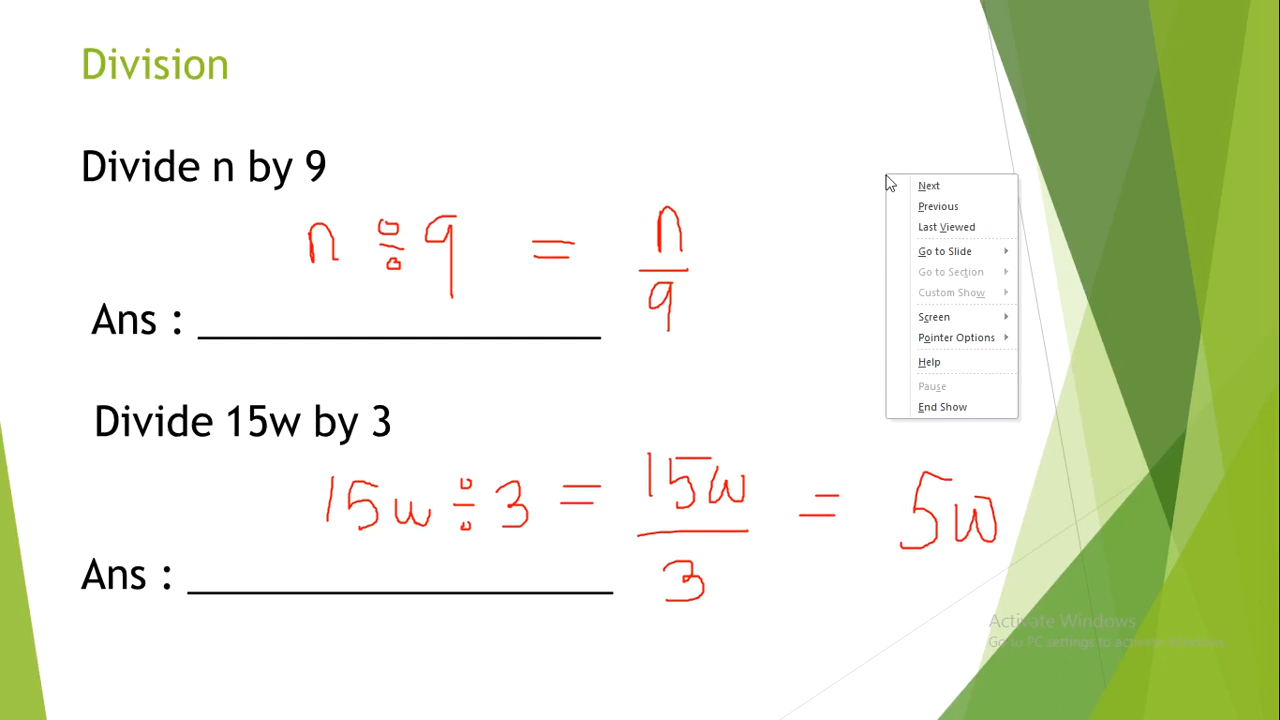 Division
Divide n by 9
n ÷ 9 = n/9
Ans : ____________________
Divide 15w by 3
15w ÷ 3 = 15w/3 = 5w
Ans : _____________________
Next
Previous
Last Viewed
Go to Slide
Go to Section
Custom Show
Screen
Pointer Options
Help
Pause
End Show
Activate Windows
Go to PC settings to activate Windows.